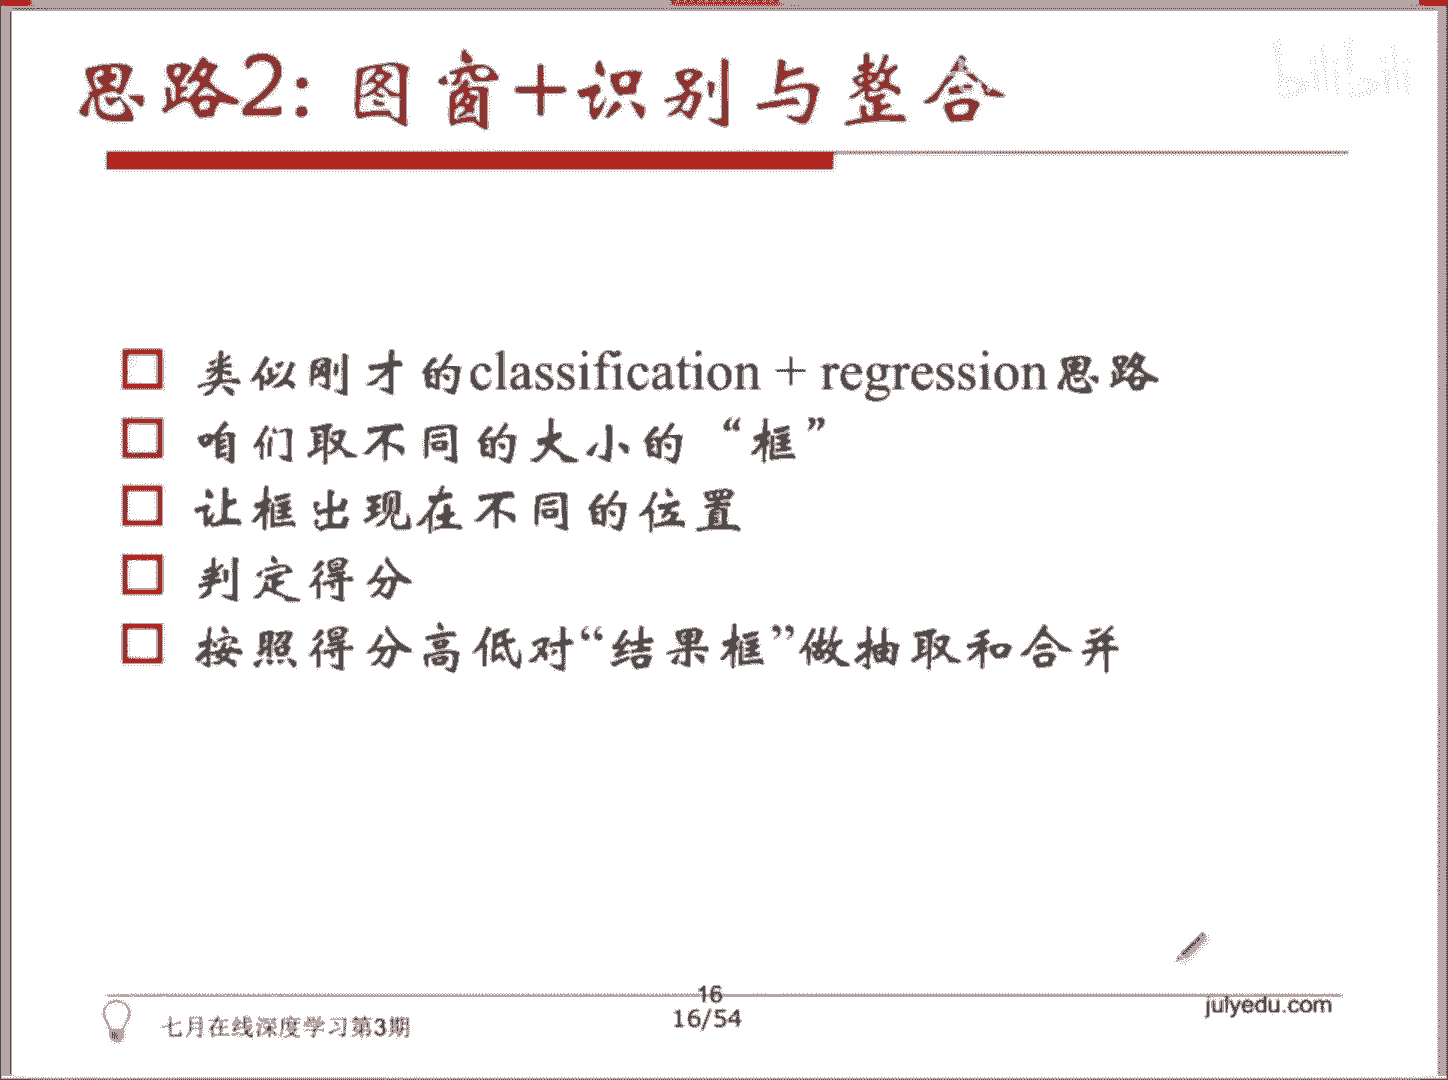 思路2: 图窗+识别与整合
bilibili
类似刚才的classification + regression思路
咱们取不同的大小的“框”
让框出现在不同的位置
判定得分
按照得分高低对“结果框”做抽取和合并
七月在线深度学习第3期
16
16/54
julyedu.com